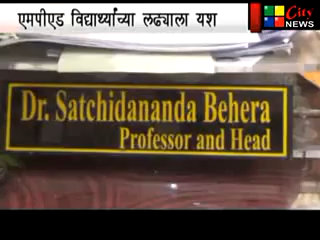 एमपीएड विद्यार्थ्यांच्या लढ्याला यश
City
NEWS
Dr. Satchidananda Behera
Professor and Head